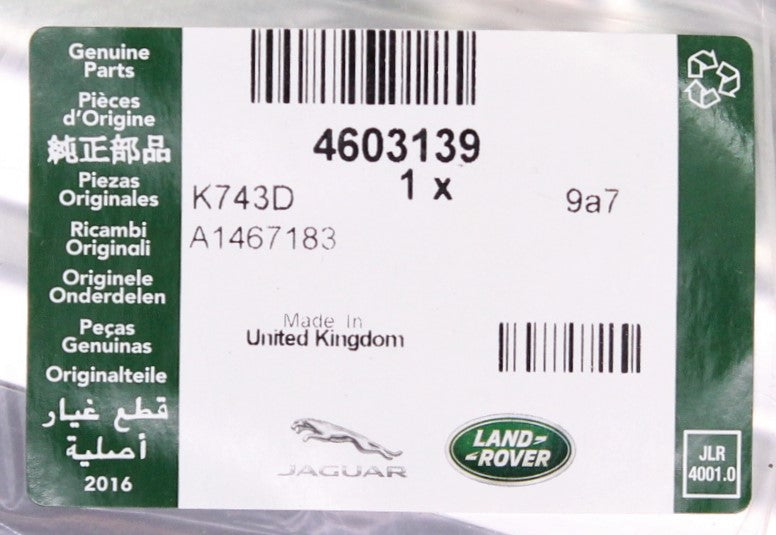 Genuine
Parts
Pièces
d'Origine
純正部品
Piezas
Originales
Ricambi
Originali
Originele
Onderdelen
Peças
Genuinas
Originalteile
قطع غيار
أصلية
2016
4603139
1 x
K743D
9a7
A1467183
Made In
United Kingdom
JAGUAR
LAND-
-ROVER
JLR
4001.0